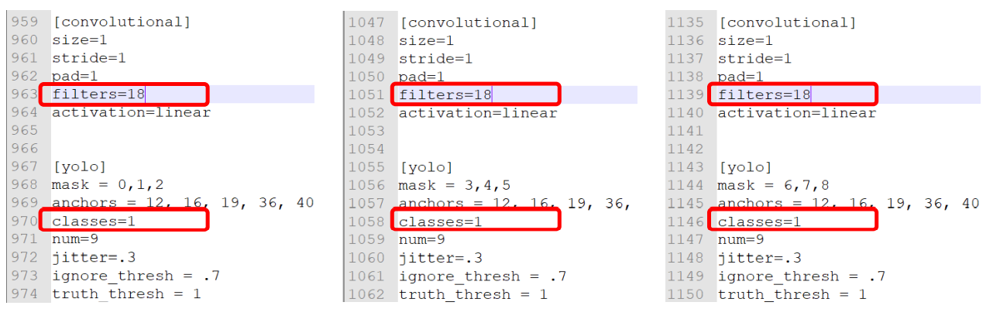 959 [convolutional]
960 size=1
961 stride=1
962 pad=1
963 filters=18
964 activation=linear
965
966
967 [yolo]
968 mask = 0,1,2
969 anchors = 12, 16, 19, 36, 40
970 classes=1
971 num=9
972 jitter=.3
973 ignore_thresh = .7
974 truth_thresh = 1
1047 [convolutional]
1048 size=1
1049 stride=1
1050 pad=1
1051 filters=18
1052 activation=linear
1053
1054
1055 [yolo]
1056 mask = 3,4,5
1057 anchors = 12, 16, 19, 36,
1058 classes=1
1059 num=9
1060 jitter=.3
1061 ignore_thresh = .7
1062 truth_thresh = 1
1135 [convolutional]
1136 size=1
1137 stride=1
1138 pad=1
1139 filters=18
1140 activation=linear
1141
1142
1143 [yolo]
1144 mask = 6,7,8
1145 anchors = 12, 16, 19, 36, 40
1146 classes=1
1147 num=9
1148 jitter=.3
1149 ignore_thresh = .7
1150 truth_thresh = 1